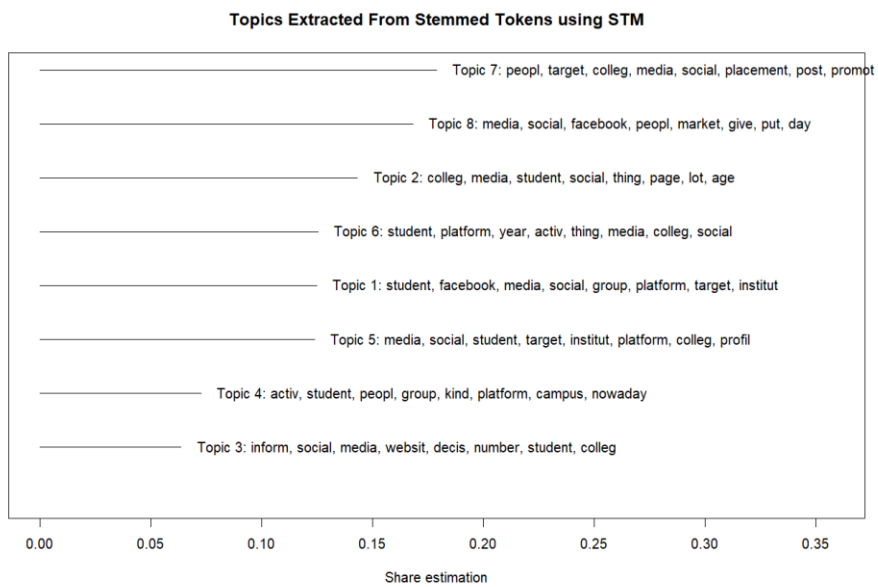 Topics Extracted From Stemmed Tokens using STM
Topic 7: peopl, target, colleg, media, social, placement, post, promot
Topic 8: media, social, facebook, peopl, market, give, put, day
Topic 2: colleg, media, student, social, thing, page, lot, age
Topic 6: student, platform, year, activ, thing, media, colleg, social
Topic 1: student, facebook, media, social, group, platform, target, institut
Topic 5: media, social, student, target, institut, platform, colleg, profil
Topic 4: activ, student, peopl, group, kind, platform, campus, nowaday
Topic 3: inform, social, media, websit, decis, number, student, colleg
0.00 0.05 0.10 0.15 0.20 0.25 0.30 0.35
Share estimation